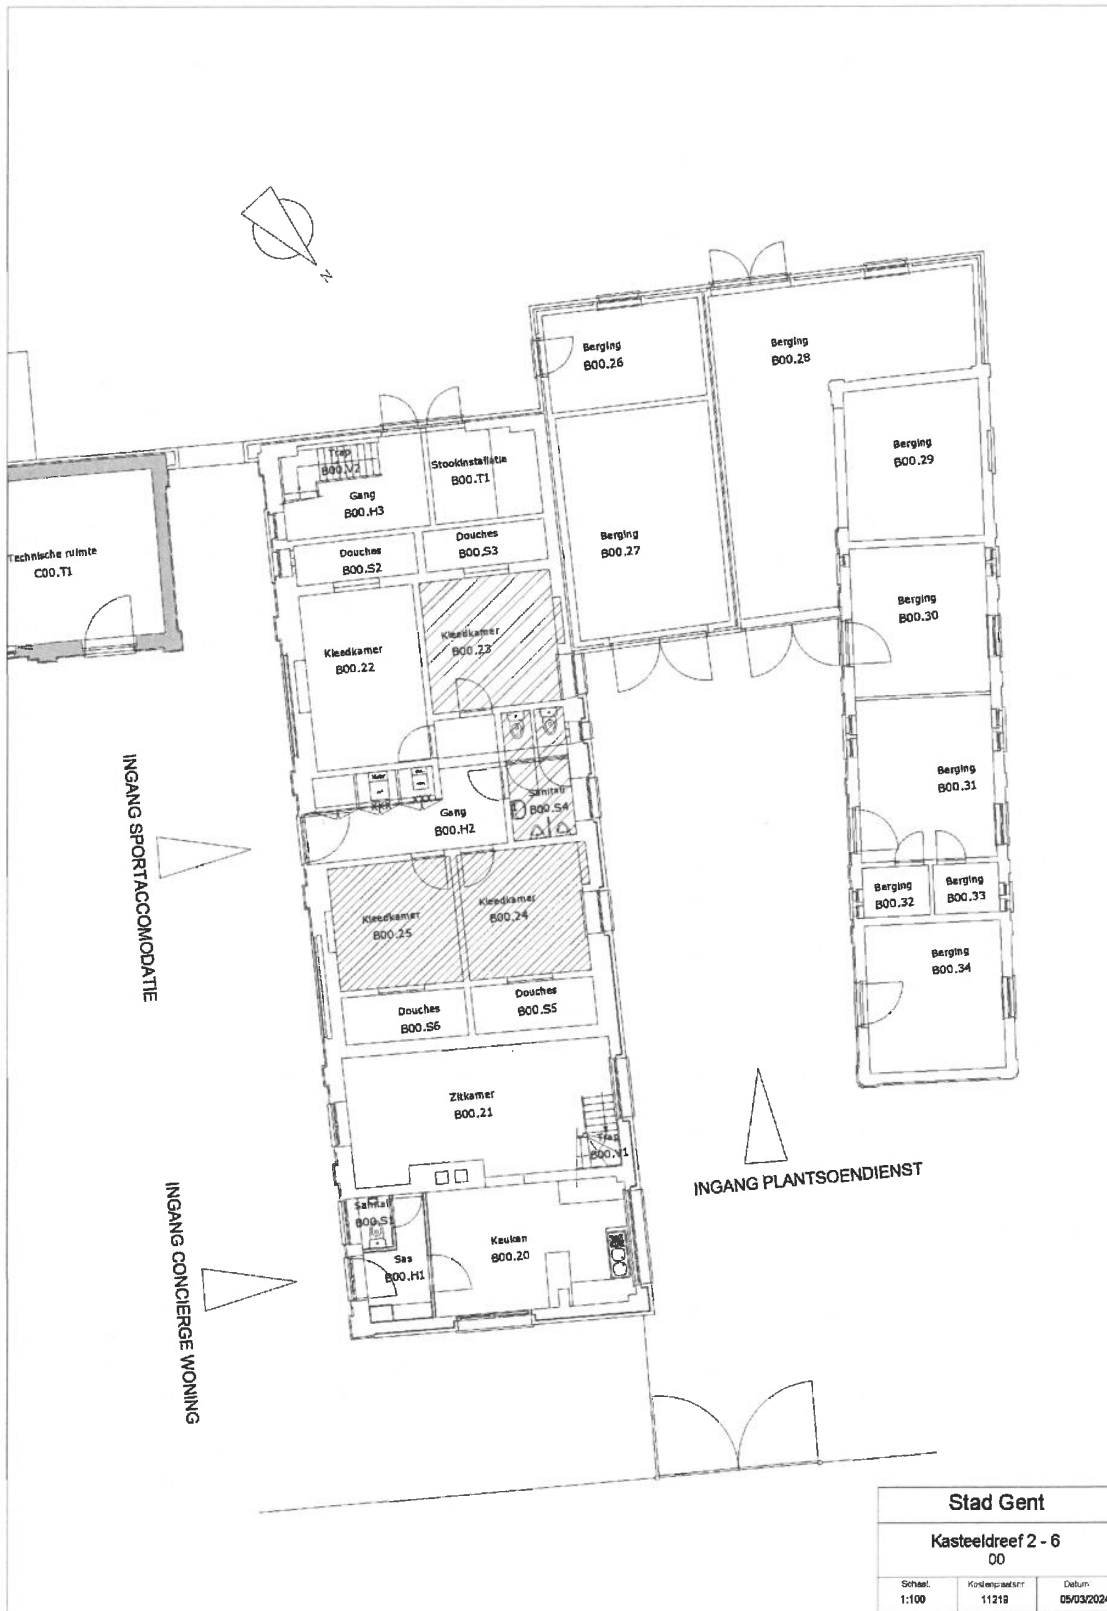 N
Berging
B00.26
Berging
B00.28
Berging
B00.29
Trap
B00.V2
Stookinstallatie
B00.T1
Gang
B00.H3
Douches
B00.S3
Douches
B00.S2
Berging
B00.27
Technische ruimte
C00.T1
Berging
B00.30
Kleedkamer
B00.23
Kleedkamer
B00.22
Berging
B00.31
Sanitair
B00.S4
Gang
B00.H2
INGANG SPORTACCOMODATIE
Kleedkamer
B00.25
Kleedkamer
B00.24
Berging
B00.32
Berging
B00.33
Berging
B00.34
Douches
B00.S6
Douches
B00.S5
Zitkamer
B00.21
Trap
B00.V1
INGANG PLANTSOENDIENST
Sanitair
B00.S1
Sas
B00.H1
Keuken
B00.20
INGANG CONCIERGE WONING
Stad Gent
Kasteeldreef 2 - 6
00
Schaal:
1:100
Kostenplaatsnr
11219
Datum
05/03/2024